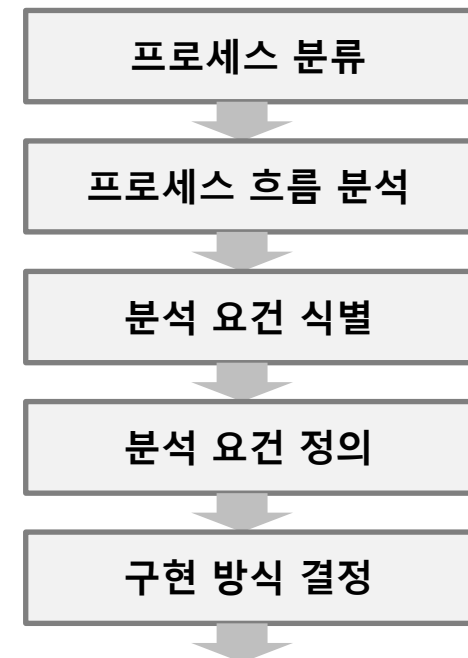 프로세스 분류
프로세스 흐름 분석
분석 요건 식별
분석 요건 정의
구현 방식 결정